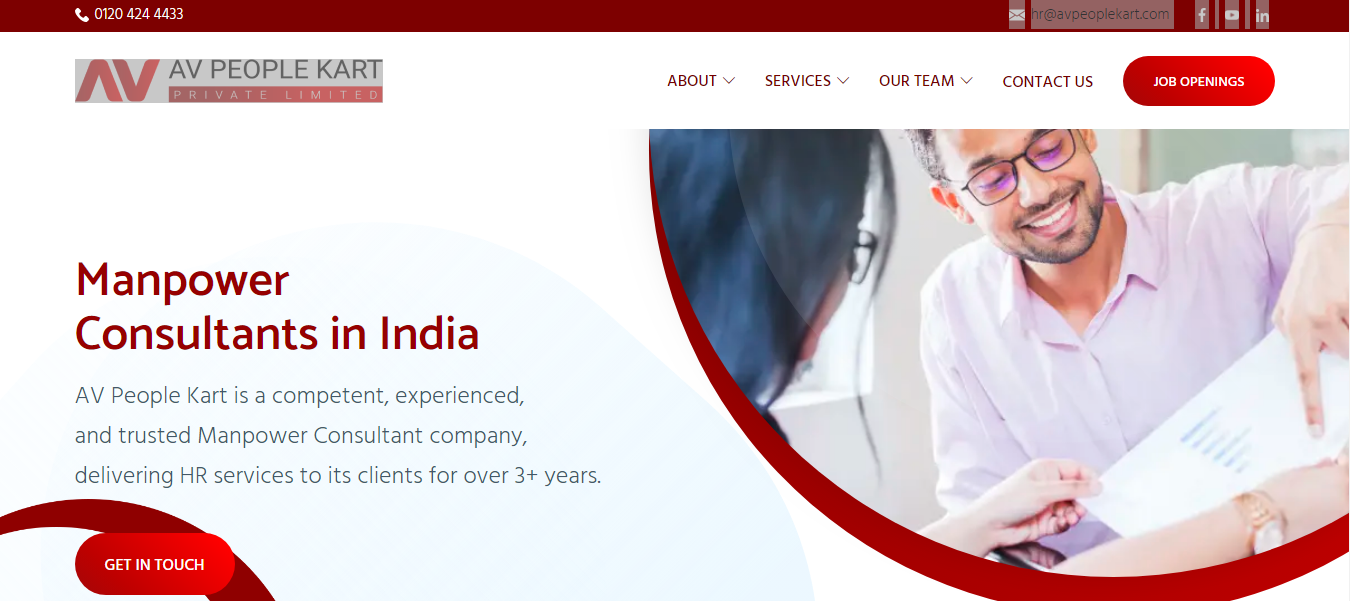 0120 424 4433
hr@avpeoplekart.com
AV PEOPLE KART
PRIVATE LIMITED
ABOUT SERVICES OUR TEAM CONTACT US JOB OPENINGS
Manpower
Consultants in India
AV People Kart is a competent, experienced,
and trusted Manpower Consultant company,
delivering HR services to its clients for over 3+ years.
GET IN TOUCH